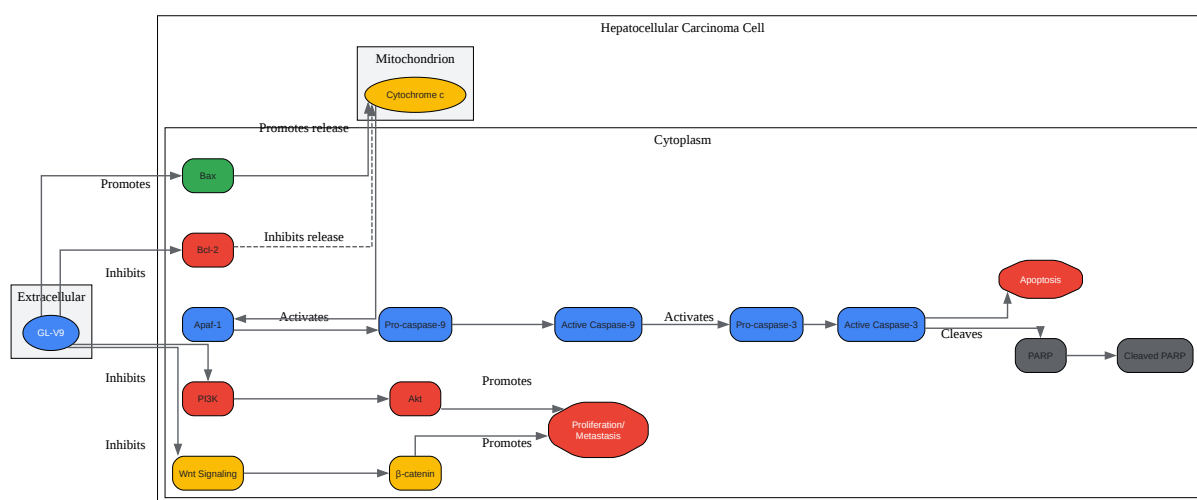 Hepatocellular Carcinoma Cell
Mitochondrion
Cytochrome c
Promotes release
Cytoplasm
Bax
Promotes
Bcl-2
Inhibits release
Inhibits
Extracellular
GL-V9
Apaf-1
Activates
Pro-caspase-9
Active Caspase-9
Activates
Pro-caspase-3
Active Caspase-3
Apoptosis
Cleaves
PARP
Cleaved PARP
Inhibits
PI3K
Akt
Promotes
Proliferation/
Metastasis
Inhibits
Wnt Signaling
β-catenin
Promotes